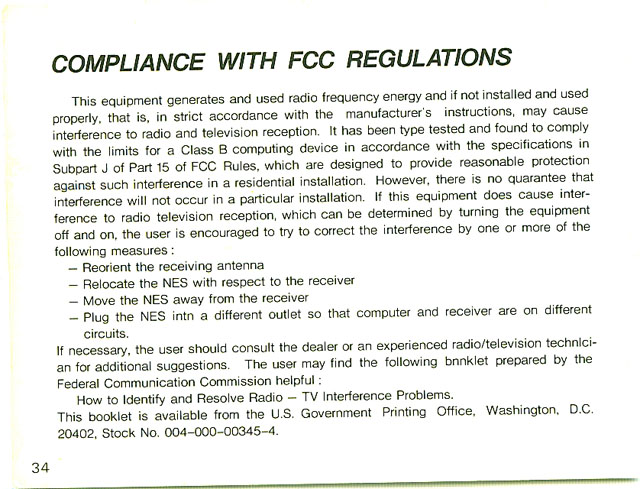 COMPLIANCE WITH FCC REGULATIONS
This equipment generates and used radio frequency energy and if not installed and used
properly, that is, in strict accordance with the manufacturer's instructions, may cause
interference to radio and television reception. It has been type tested and found to comply
with the limits for a Class B computing device in accordance with the specifications in
Subpart J of Part 15 of FCC Rules, which are designed to provide reasonable protection
against such interference in a residential installation. However, there is no quarantee that
interference will not occur in a particular installation. If this equipment does cause inter-
ference to radio television reception, which can be determined by turning the equipment
off and on, the user is encouraged to try to correct the interference by one or more of the
following measures :
– Reorient the receiving antenna
– Relocate the NES with respect to the receiver
– Move the NES away from the receiver
– Plug the NES intn a different outlet so that computer and receiver are on different
circuits.
If necessary, the user should consult the dealer or an experienced radio/television technici-
an for additional suggestions. The user may find the following bnnklet prepared by the
Federal Communication Commission helpful :
How to Identify and Resolve Radio – TV Interference Problems.
This booklet is available from the U.S. Government Printing Office, Washington, D.C.
20402, Stock No. 004–000–00345–4.
34